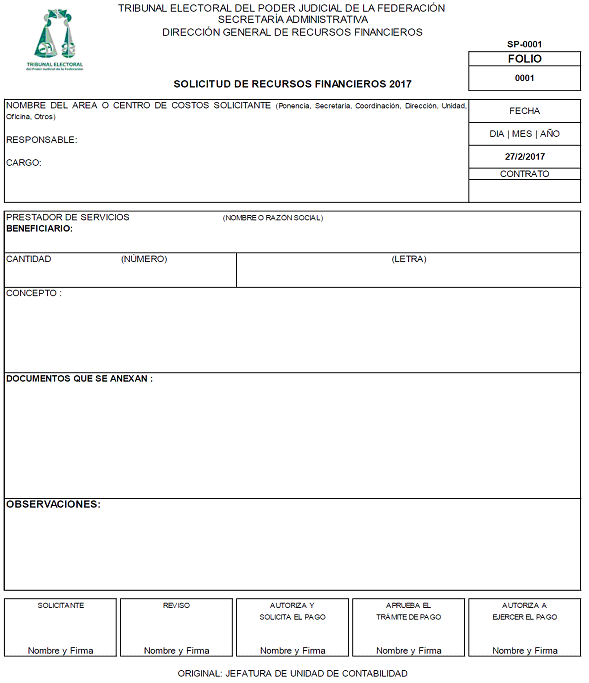 TRIBUNAL ELECTORAL DEL PODER JUDICIAL DE LA FEDERACIÓN
SECRETARÍA ADMINISTRATIVA
DIRECCIÓN GENERAL DE RECURSOS FINANCIEROS
TRIBUNAL ELECTORAL
del Poder Judicial de la Federación
SP-0001
FOLIO
0001
SOLICITUD DE RECURSOS FINANCIEROS 2017
NOMBRE DEL AREA O CENTRO DE COSTOS SOLICITANTE (Ponencia, Secretaria, Coordinación, Dirección, Unidad,
Oficina, Otros)
RESPONSABLE:
CARGO:
FECHA
DIA | MES | AÑO
27/2/2017
CONTRATO
PRESTADOR DE SERVICIOS (NOMBRE O RAZON SOCIAL)
BENEFICIARIO:
CANTIDAD (NÚMERO) (LETRA)
CONCEPTO :
DOCUMENTOS QUE SE ANEXAN :
OBSERVACIONES:
SOLICITANTE
Nombre y Firma
REVISO
Nombre y Firma
AUTORIZA Y
SOLICITA EL PAGO
Nombre y Firma
APRUEBA EL
TRÁMITE DE PAGO
Nombre y Firma
AUTORIZA A
EJERCER EL PAGO
Nombre y Firma
ORIGINAL: JEFATURA DE UNIDAD DE CONTABILIDAD